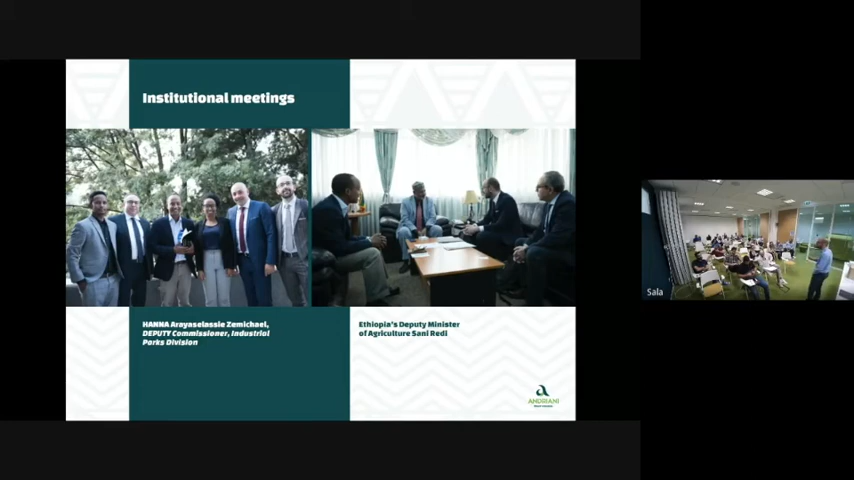 Institutional meetings
HANNA Arayaselassie Zemichael,
DEPUTY Commissioner, Industrial
Parks Division
Ethiopia's Deputy Minister
of Agriculture Sani Redi
ANDRIANI
Sala